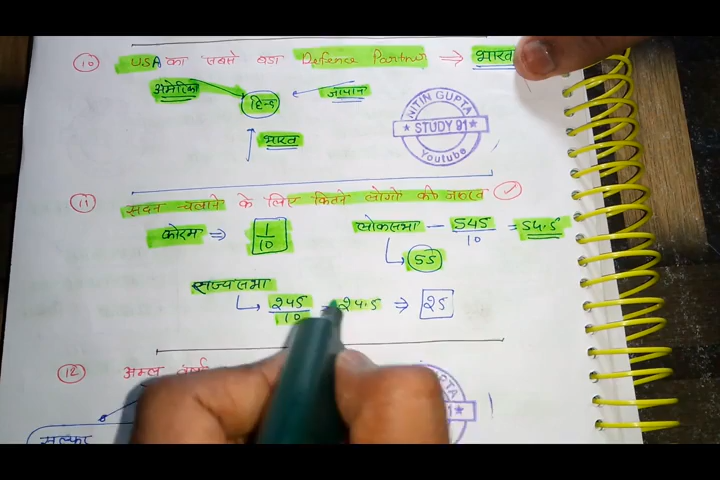 10 U.S.A का सबसे बडा Defence Partner ⇒ भारत
अमेरिका → हिन्द ← जापान
↑ भारत
NITIN GUPTA
STUDY 91
Youtube
11 सदन चलाने के लिए कितने लोगों की जरूरत ✓
कोरम ⇒ 1/10 लोकसभा — 545/10 = 54.5
55
राज्यसभा
245/10 = 24.5 ⇒ 25
12 अम्ल वर्षा
GUPTA
91
सल्फर